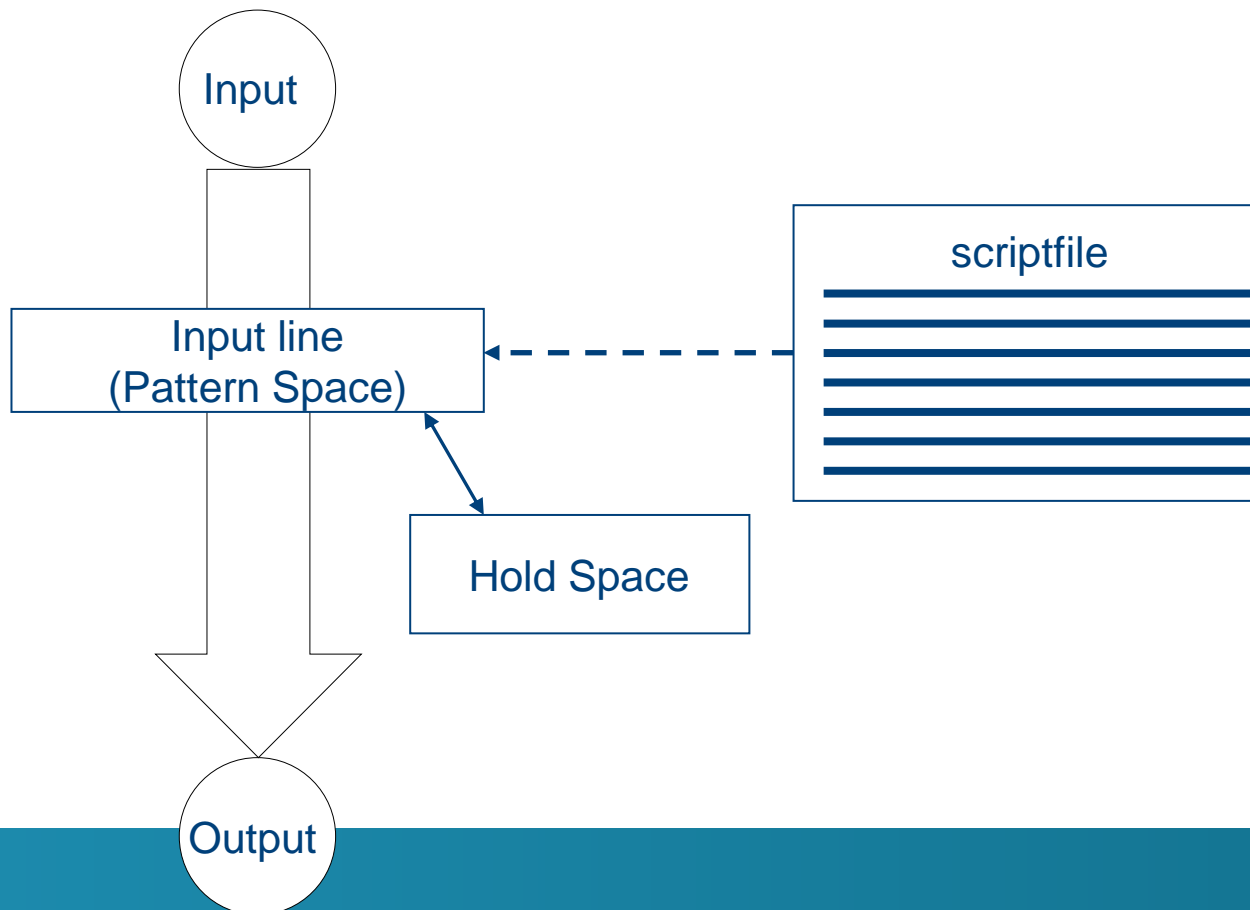 Input
scriptfile
Input line
(Pattern Space)
Hold Space
Output